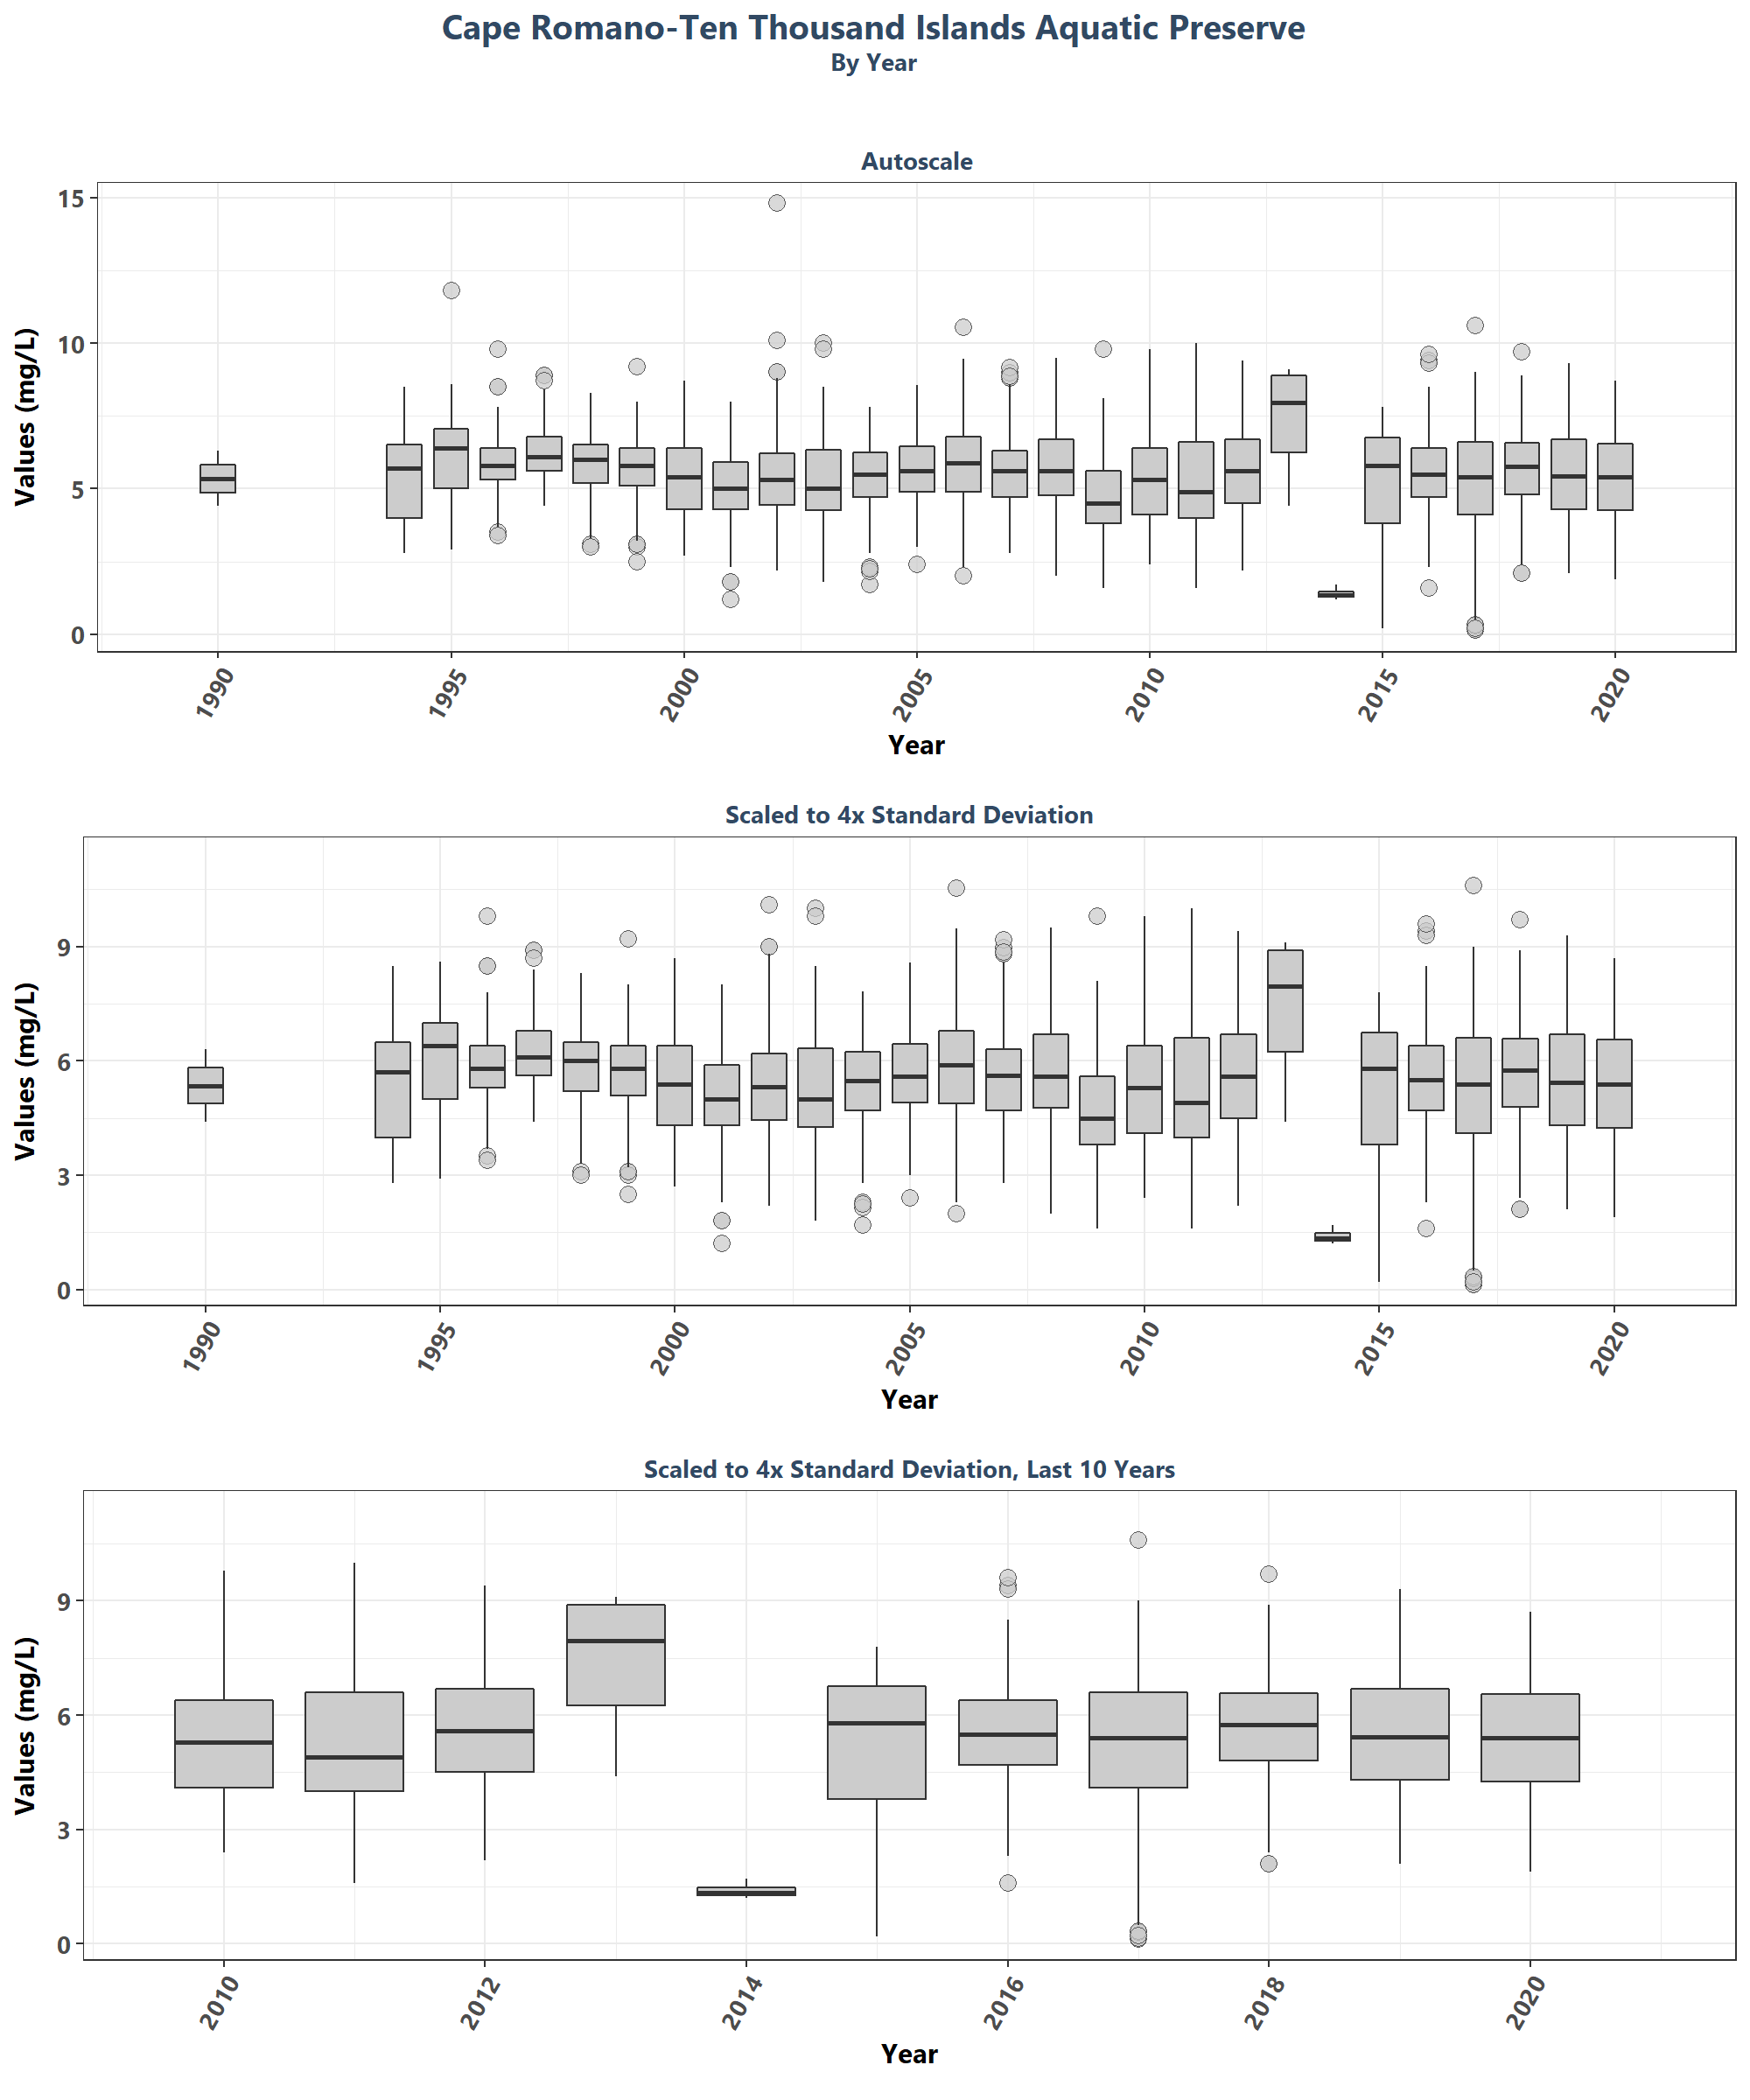 Cape Romano-Ten Thousand Islands Aquatic Preserve
By Year
Autoscale
Values (mg/L)
15
10
5
0
1990 1995 2000 2005 2010 2015 2020
Year
Scaled to 4x Standard Deviation
Values (mg/L)
9
6
3
0
1990 1995 2000 2005 2010 2015 2020
Year
Scaled to 4x Standard Deviation, Last 10 Years
Values (mg/L)
9
6
3
0
2010 2012 2014 2016 2018 2020
Year